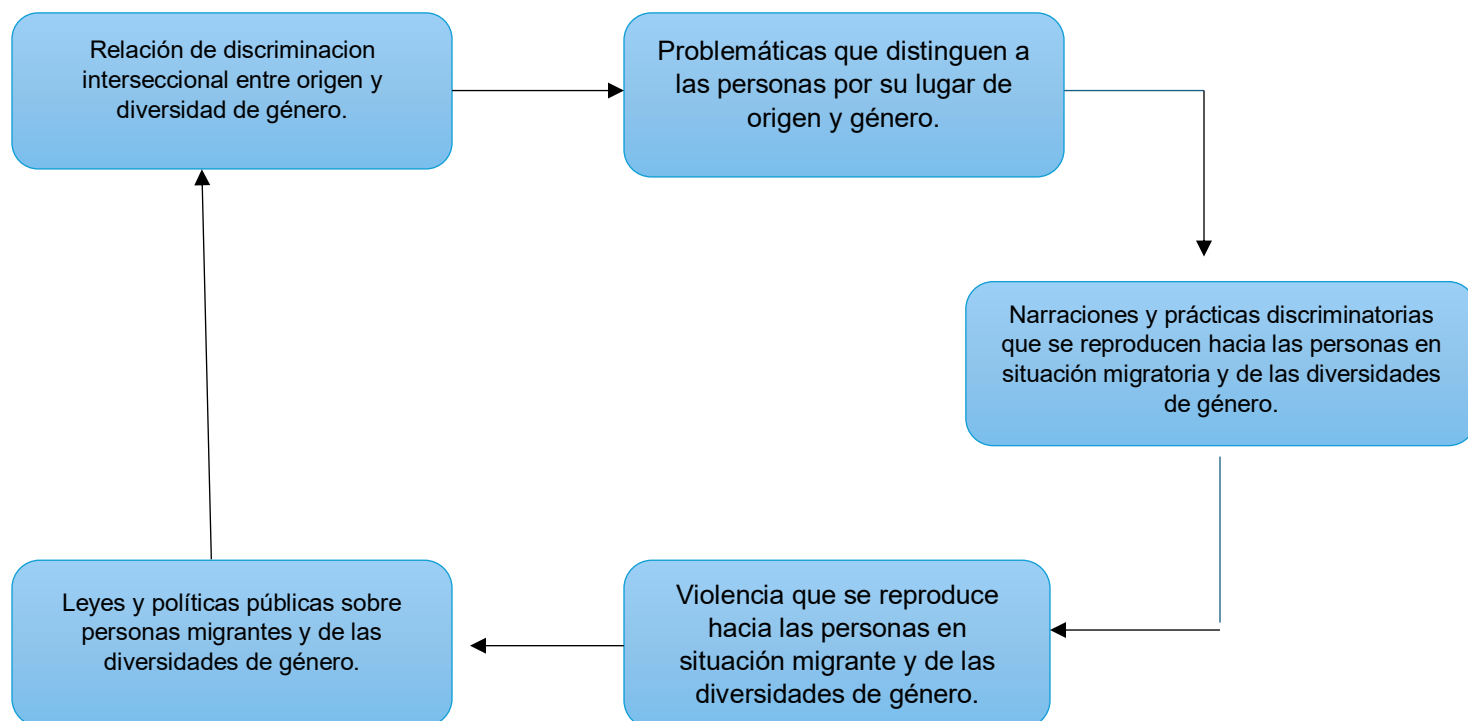 Relación de discriminacion
interseccional entre origen y
diversidad de género.
Problemáticas que distinguen a
las personas por su lugar de
origen y género.
Narraciones y prácticas discriminatorias
que se reproducen hacia las personas en
situación migratoria y de las diversidades
de género.
Violencia que se reproduce
hacia las personas en
situación migrante y de las
diversidades de género.
Leyes y políticas públicas sobre
personas migrantes y de las
diversidades de género.